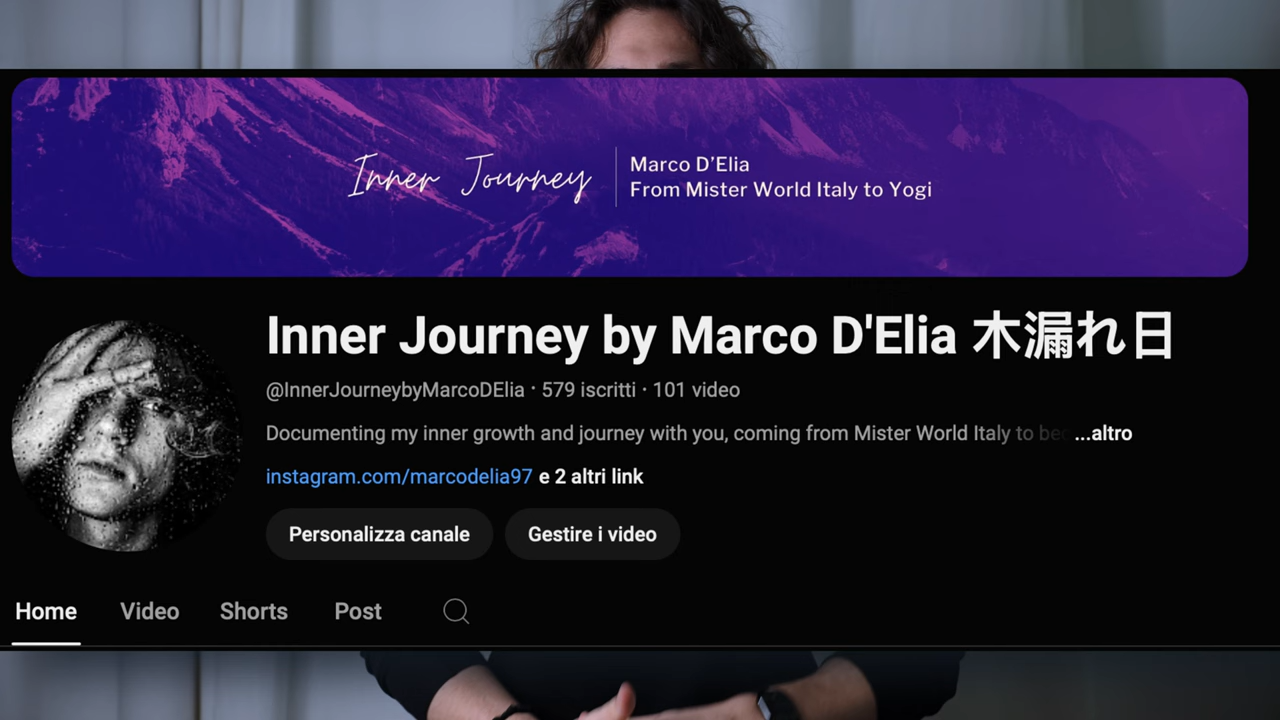 Inner Journey
Marco D'Elia
From Mister World Italy to Yogi
Inner Journey by Marco D'Elia 木漏れ日
@InnerJourneybyMarcoDElia · 579 iscritti · 101 video
Documenting my inner growth and journey with you, coming from Mister World Italy to ...altro
instagram.com/marcodelia97 e 2 altri link
Personalizza canale Gestire i video
Home Video Shorts Post